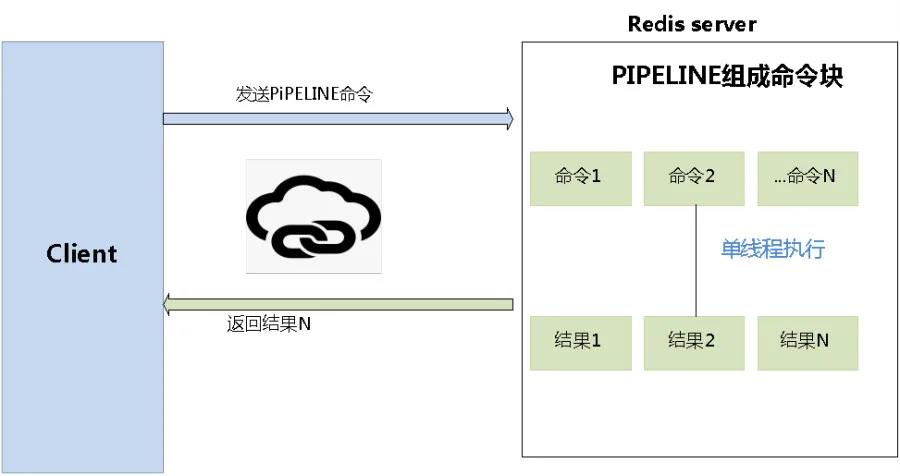 Redis server
PIPELINE组成命令块
发送PiPELINE命令
命令1
命令2
...命令N
Client
单线程执行
返回结果N
结果1
结果2
结果N